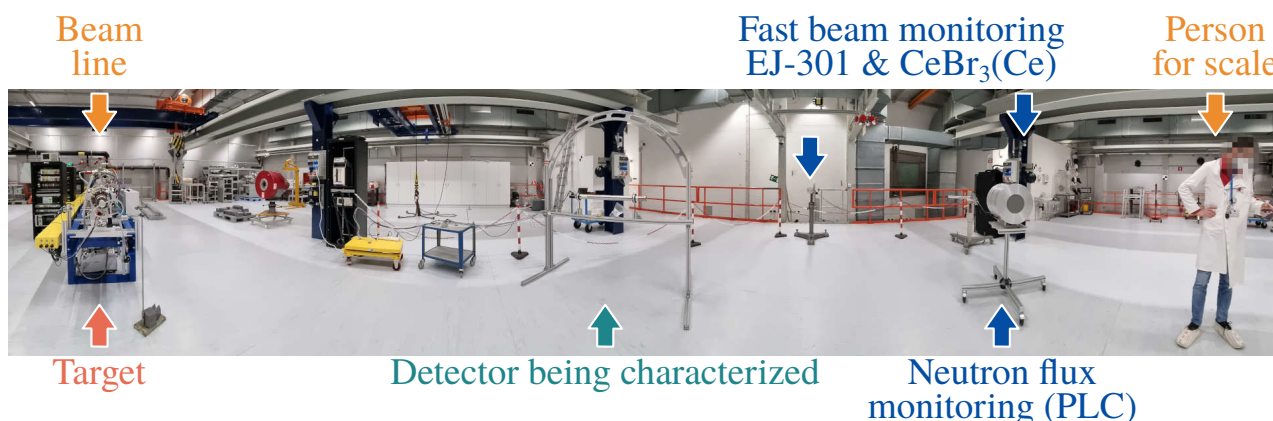 Beam
line
Fast beam monitoring
EJ-301 & CeBr₃(Ce)
Person
for scale
Target
Detector being characterized
Neutron flux
monitoring (PLC)